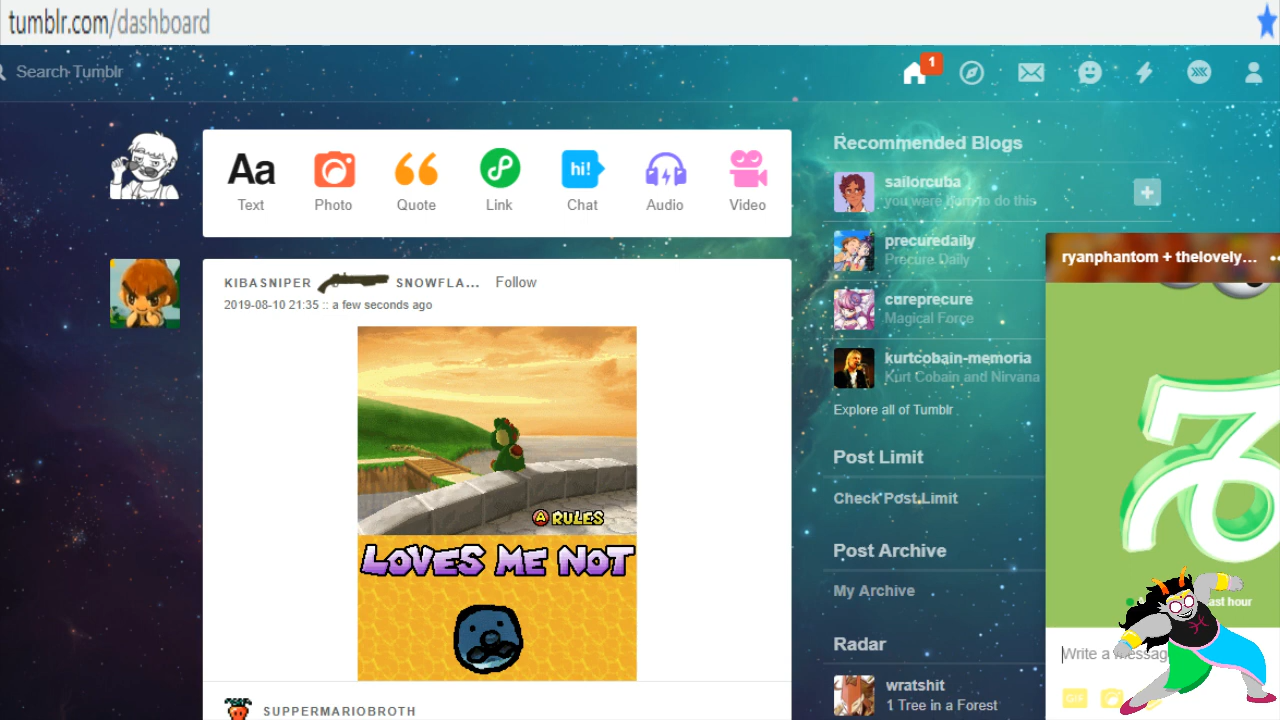 tumblr.com/dashboard
Search Tumblr
1
Aa
hi!
Text Photo Quote Link Chat Audio Video
KIBASNIPER SNOWFLA... Follow
2019-08-10 21:35 :: a few seconds ago
A RULES
LOVES ME NOT
SUPPERMARIOBROTH
Recommended Blogs
sailorcuba
you were born to do this
precuredaily
Precure Daily
cureprecure
Magical Force
kurtcobain-memoria
Kurt Cobain and Nirvana
Explore all of Tumblr
Post Limit
Check Post Limit
Post Archive
My Archive
Radar
wratshit
1 Tree in a Forest
ryanphantom + thelovely...
ast hour
Write a message
GIF